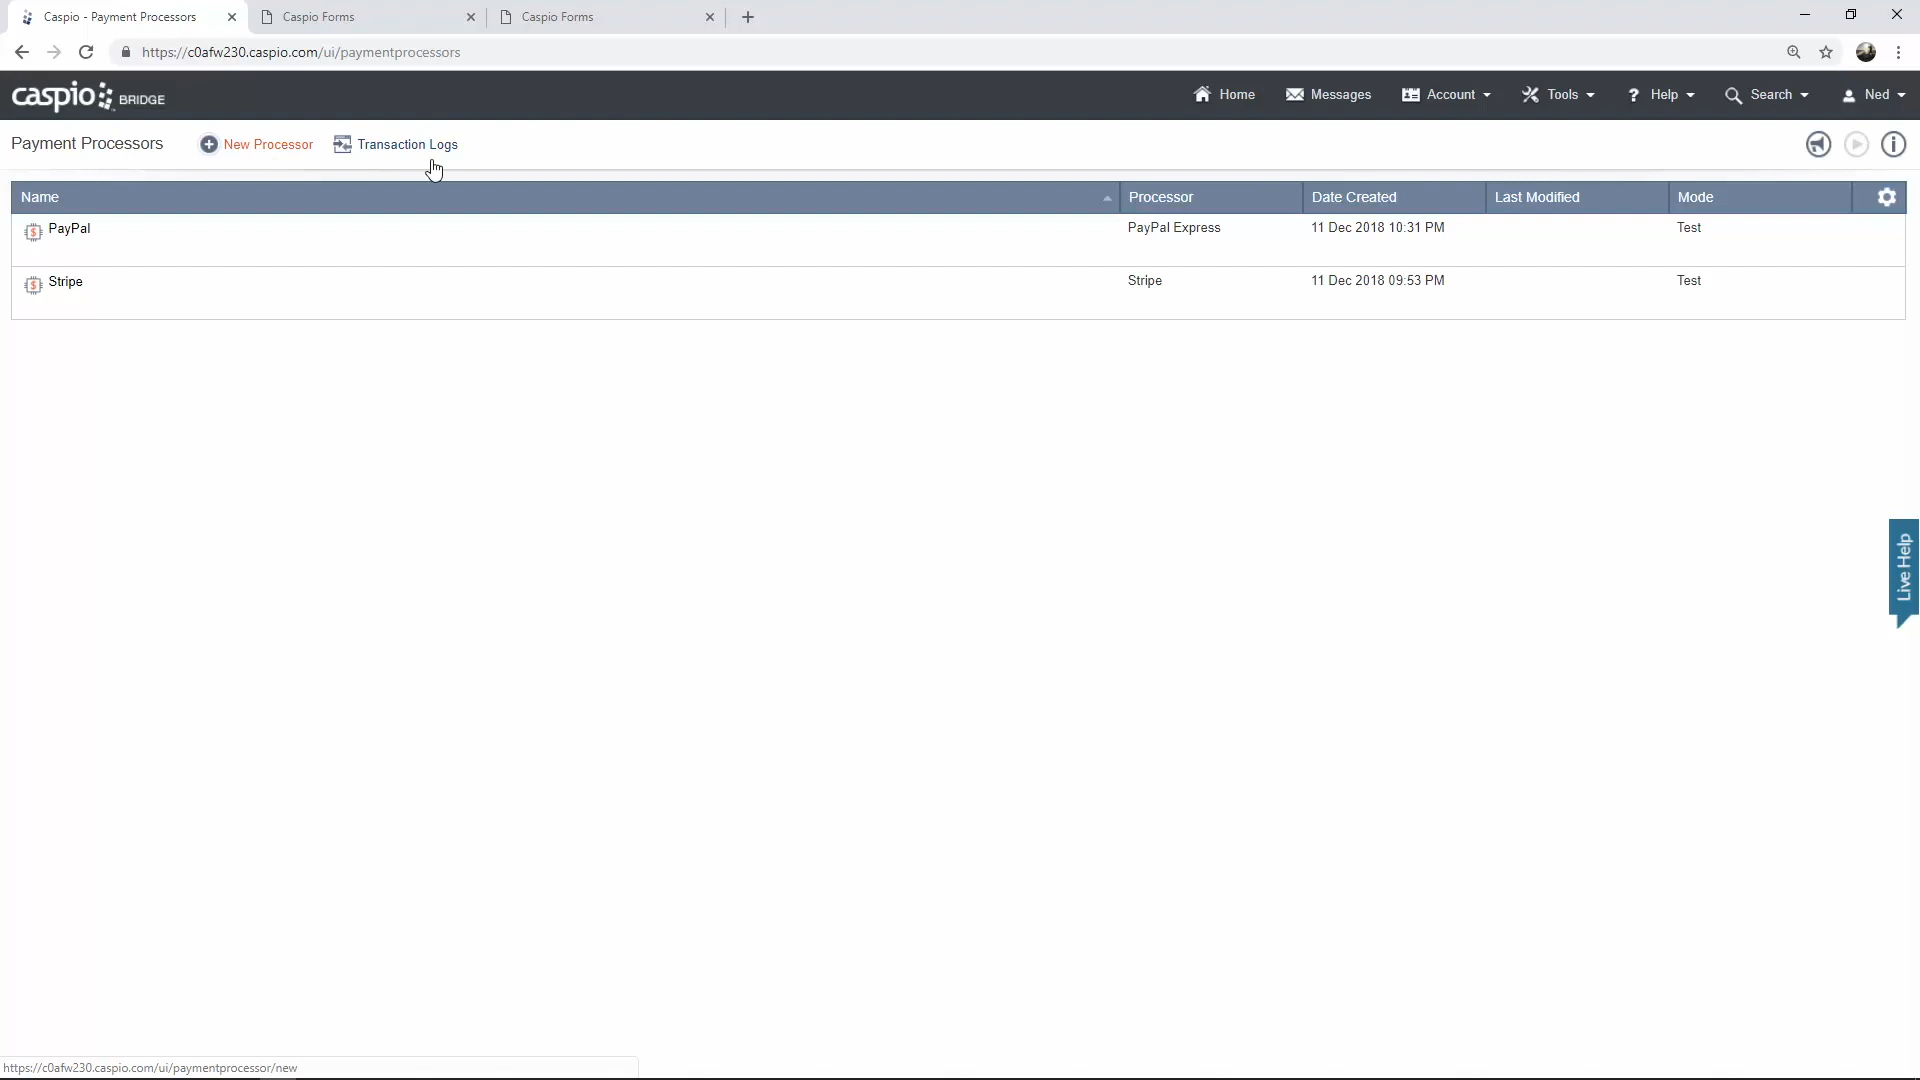 Caspio - Payment Processors
Caspio Forms
Caspio Forms
https://c0afw230.caspio.com/ui/paymentprocessors
caspio BRIDGE
Home
Messages
Account
Tools
? Help
Search
Ned
Payment Processors
New Processor
Transaction Logs
Name
Processor
Date Created
Last Modified
Mode
$ PayPal
PayPal Express
11 Dec 2018 10:31 PM
Test
$ Stripe
Stripe
11 Dec 2018 09:53 PM
Test
Live Help
https://c0afw230.caspio.com/ui/paymentprocessor/new